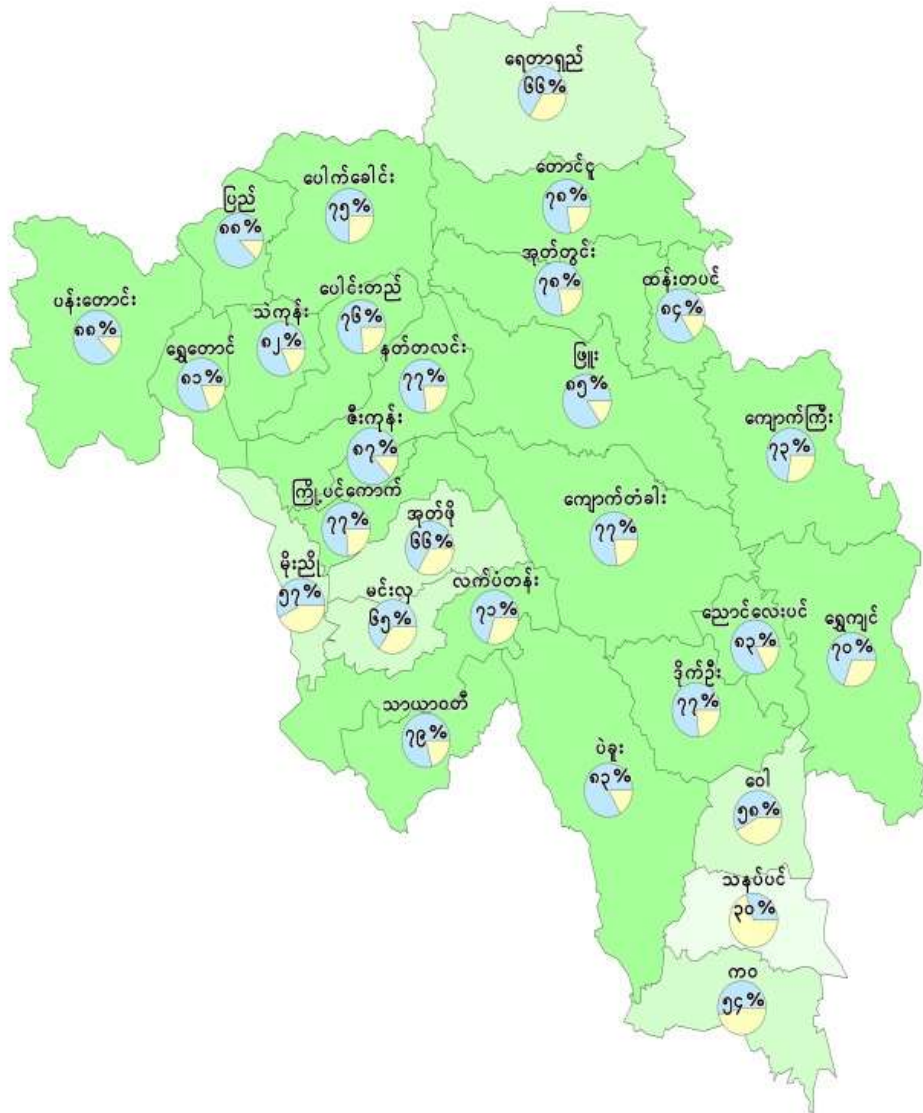 ရေတာရှည်
၆၆%
တောင်ငူ
၇၈%
ပေါက်ခေါင်း
၇၅%
ပြည်
၈၈%
အုတ်တွင်း
၇၈%
ထန်းတပင်
၈၄%
ပန်းတောင်း
၈၈%
ပေါင်းတည်
၇၆%
သဲကုန်း
၈၂%
ရွှေတောင်
၈၁%
နတ်တလင်း
၇၇%
ဖြူး
၈၅%
ကျောက်ကြီး
၇၃%
ဇီးကုန်း
၈၇%
ကြို့ပင်ကောက်
၇၇%
အုတ်ဖို
၆၆%
ကျောက်တံခါး
၇၇%
မိုးညို
၅၇%
မင်းလှ
၆၅%
လက်ပံတန်း
၇၁%
ညောင်လေးပင်
၈၃%
ရွှေကျင်
၇၀%
ဒိုက်ဦး
၇၇%
သာယာဝတီ
၇၉%
ပဲခူး
၈၃%
ဝေါ
၅၈%
သနပ်ပင်
၃၀%
ကဝ
၅၄%